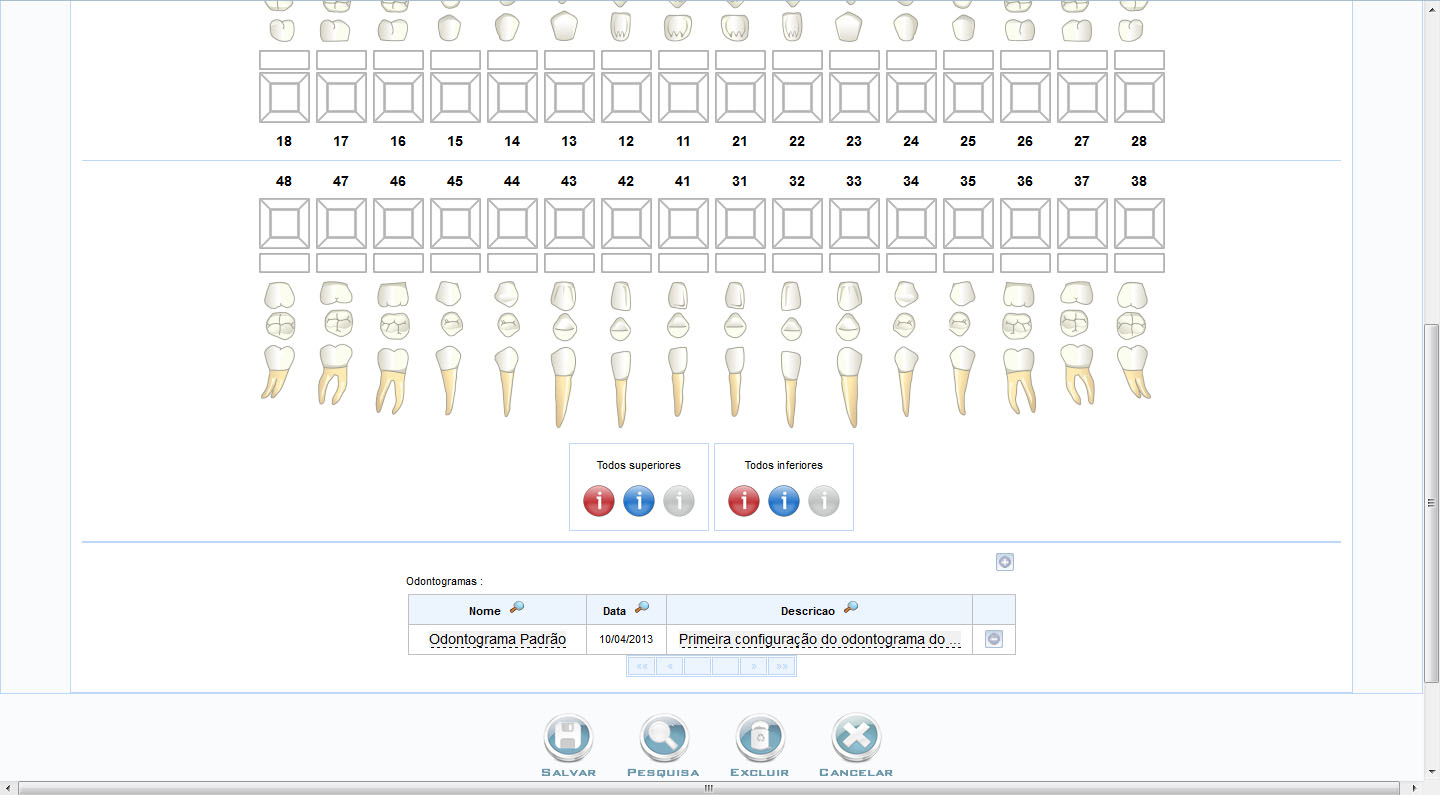 18 17 16 15 14 13 12 11 21 22 23 24 25 26 27 28
48 47 46 45 44 43 42 41 31 32 33 34 35 36 37 38
Todos superiores Todos inferiores
i i i i i i
Odontogramas :
Nome Data Descricao
Odontograma Padrão 10/04/2013 Primeira configuração do odontograma do ...
«« « » »»
Salvar Pesquisa Excluir Cancelar